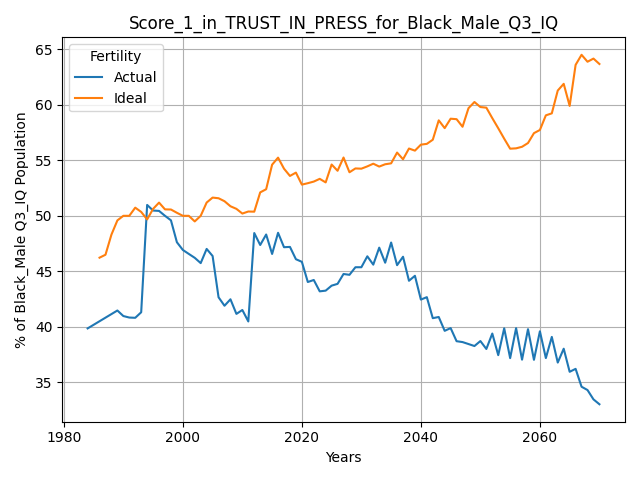 Score_1_in_TRUST_IN_PRESS_for_Black_Male_Q3_IQ
Fertility
Actual
Ideal
% of Black_Male Q3_IQ Population
65
60
55
50
45
40
35
1980
2000
2020
2040
2060
Years